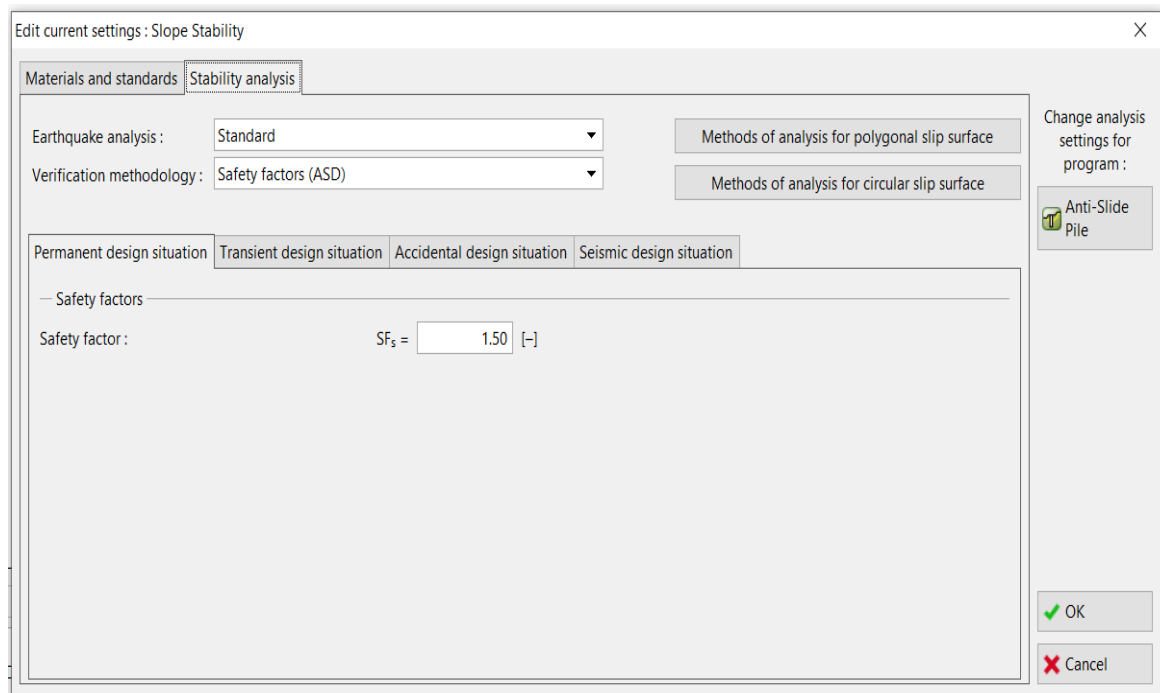 Edit current settings : Slope Stability
Materials and standards
Stability analysis
Earthquake analysis :
Standard
Methods of analysis for polygonal slip surface
Verification methodology :
Safety factors (ASD)
Methods of analysis for circular slip surface
Change analysis
settings for
program :
Anti-Slide
Pile
Permanent design situation
Transient design situation
Accidental design situation
Seismic design situation
Safety factors
Safety factor :
SFs =
1.50
[–]
OK
Cancel